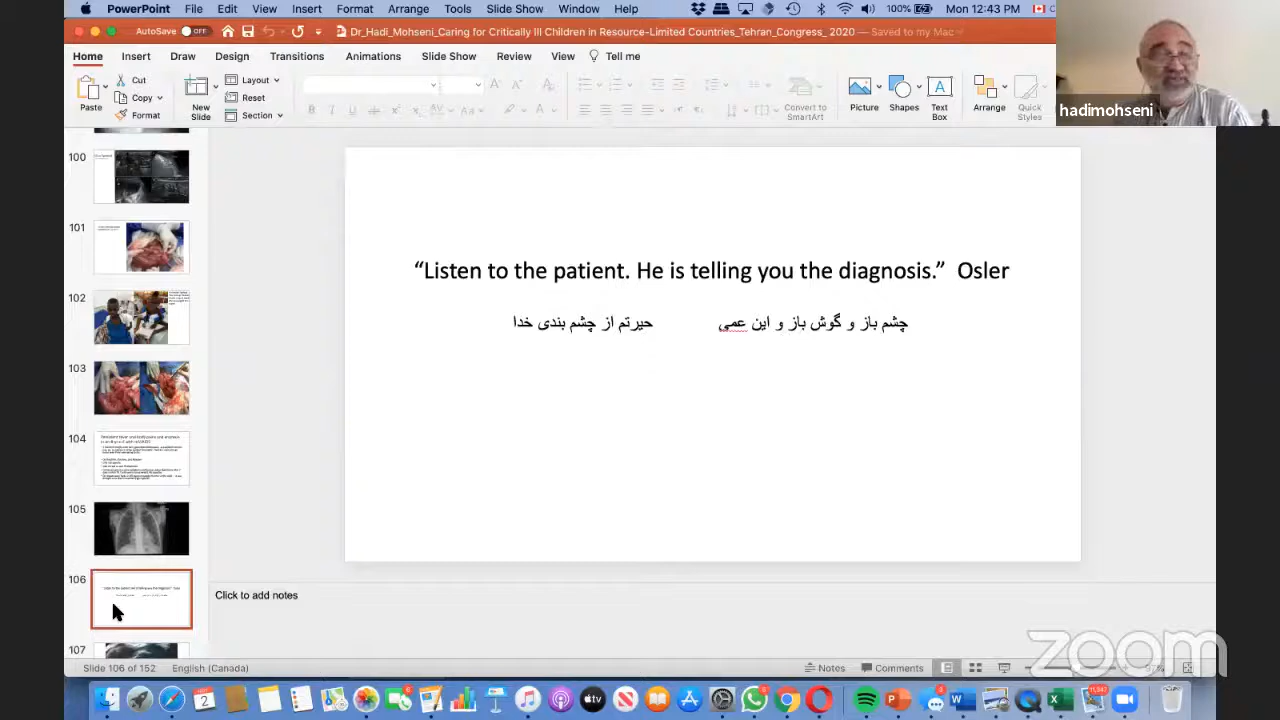 PowerPoint File Edit View Insert Format Arrange Tools Slide Show Window Help 100% Mon 12:43 PM
AutoSave OFF Dr_Hadi_Mohseni_Caring for Critically Ill Children in Resource-Limited Countries_Tehran_Congress_ 2020 — Saved to my Mac
Home Insert Draw Design Transitions Animations Slide Show Review View Tell me
Paste Cut Copy Format New Slide Layout Reset Section Convert to SmartArt Picture Shapes Text Box Arrange Quick Styles
hadimohseni
100
101
102
103
104
105
106
107
“Listen to the patient. He is telling you the diagnosis.” Osler
چشم باز و گوش باز و این عمی حیرتم از چشم بندی خدا
Click to add notes
zoom
Slide 106 of 152 English (Canada) Notes Comments